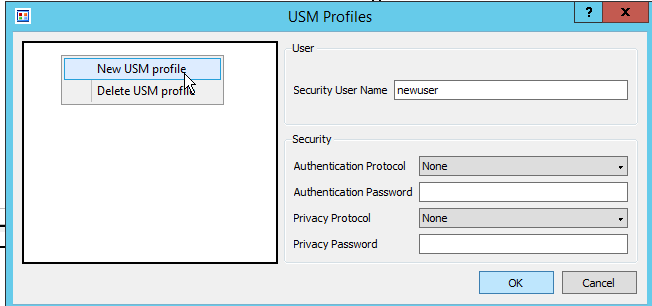 USM Profiles
?
X
New USM profile
Delete USM profile
User
Security User Name newuser
Security
Authentication Protocol None
Authentication Password
Privacy Protocol None
Privacy Password
OK
Cancel